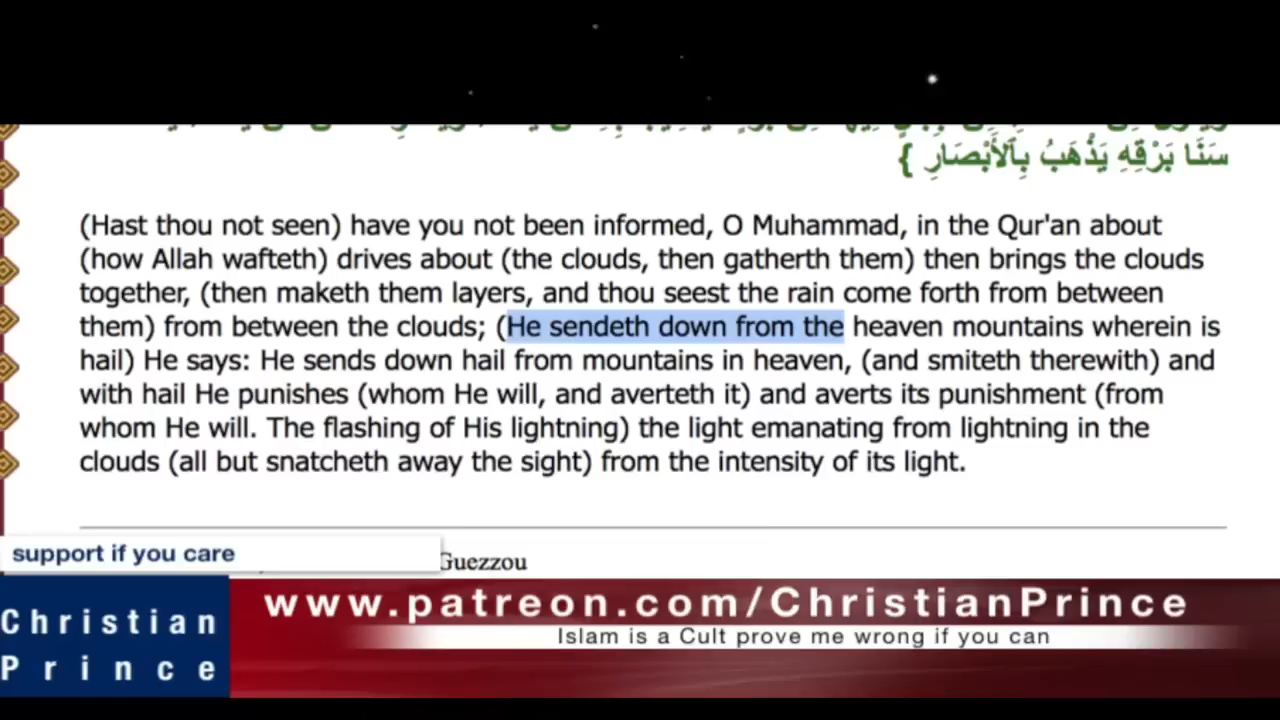 سَنَا بَرْقِهِ يَذْهَبُ بِٱلأَبْصَارِ }
(Hast thou not seen) have you not been informed, O Muhammad, in the Qur'an about
(how Allah wafteth) drives about (the clouds, then gatherth them) then brings the clouds
together, (then maketh them layers, and thou seest the rain come forth from between
them) from between the clouds; (He sendeth down from the heaven mountains wherein is
hail) He says: He sends down hail from mountains in heaven, (and smiteth therewith) and
with hail He punishes (whom He will, and averteth it) and averts its punishment (from
whom He will. The flashing of His lightning) the light emanating from lightning in the
clouds (all but snatcheth away the sight) from the intensity of its light.
support if you care
Guezzou
Christian
Prince
www.patreon.com/ChristianPrince
Islam is a Cult prove me wrong if you can